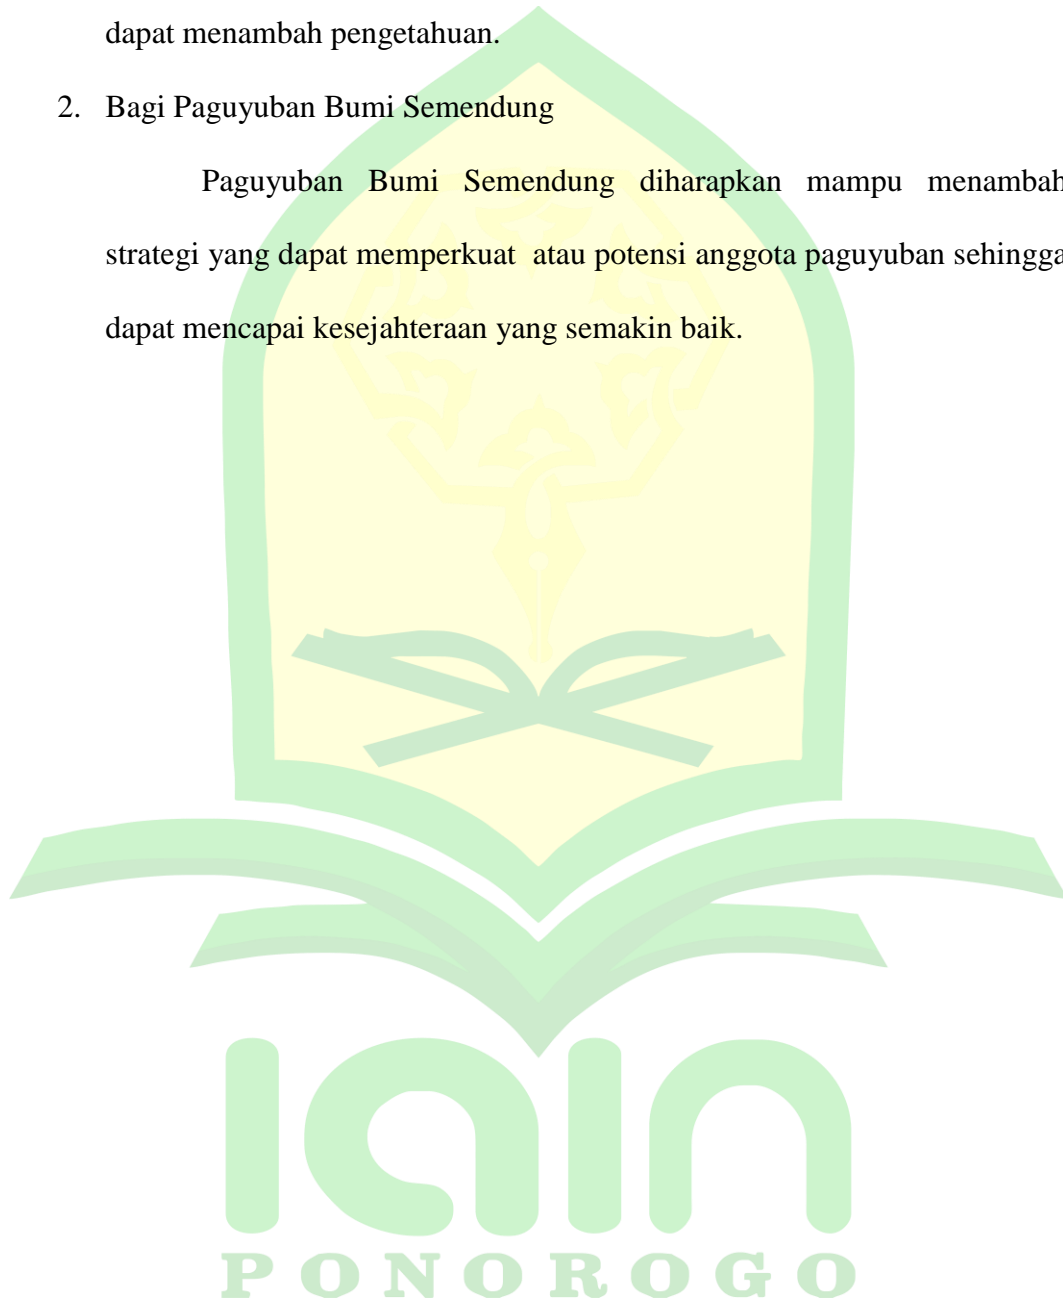 dapat menambah pengetahuan.
2. Bagi Paguyuban Bumi Semendung
Paguyuban Bumi Semendung diharapkan mampu menambah
strategi yang dapat memperkuat atau potensi anggota paguyuban sehingga
dapat mencapai kesejahteraan yang semakin baik.
IAIN
PONOROGO